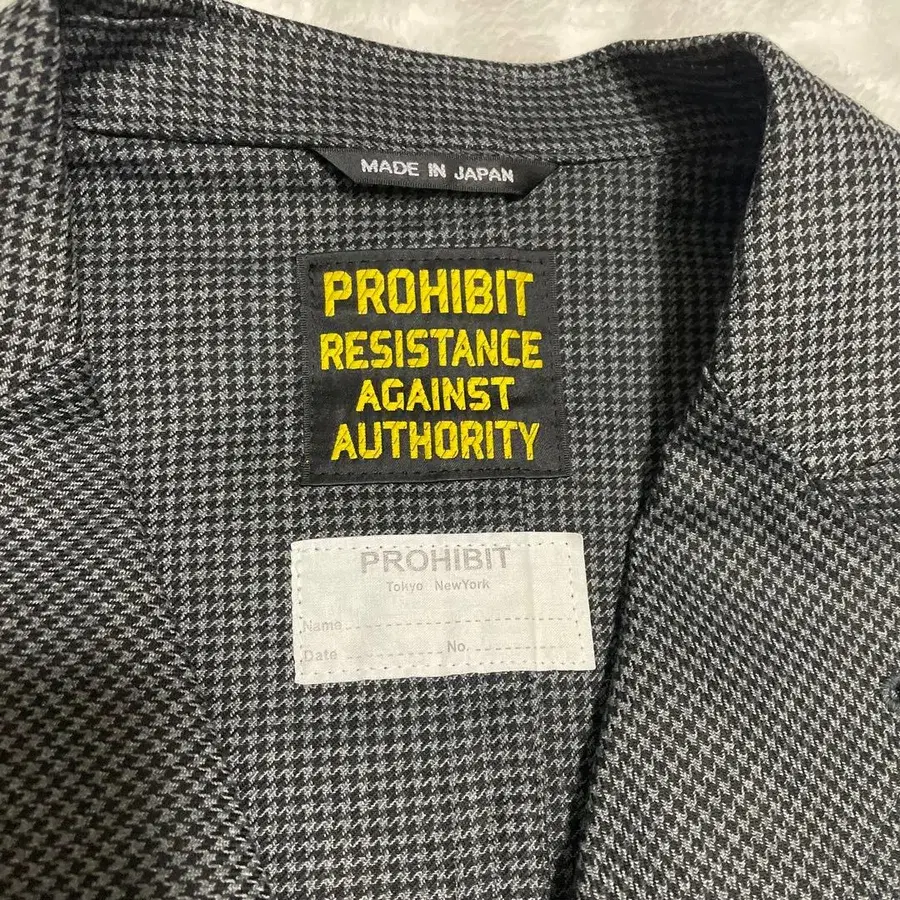 MADE IN JAPAN
PROHIBIT
RESISTANCE
AGAINST
AUTHORITY
PROHIBIT
Tokyo NewYork
Name
Date No.